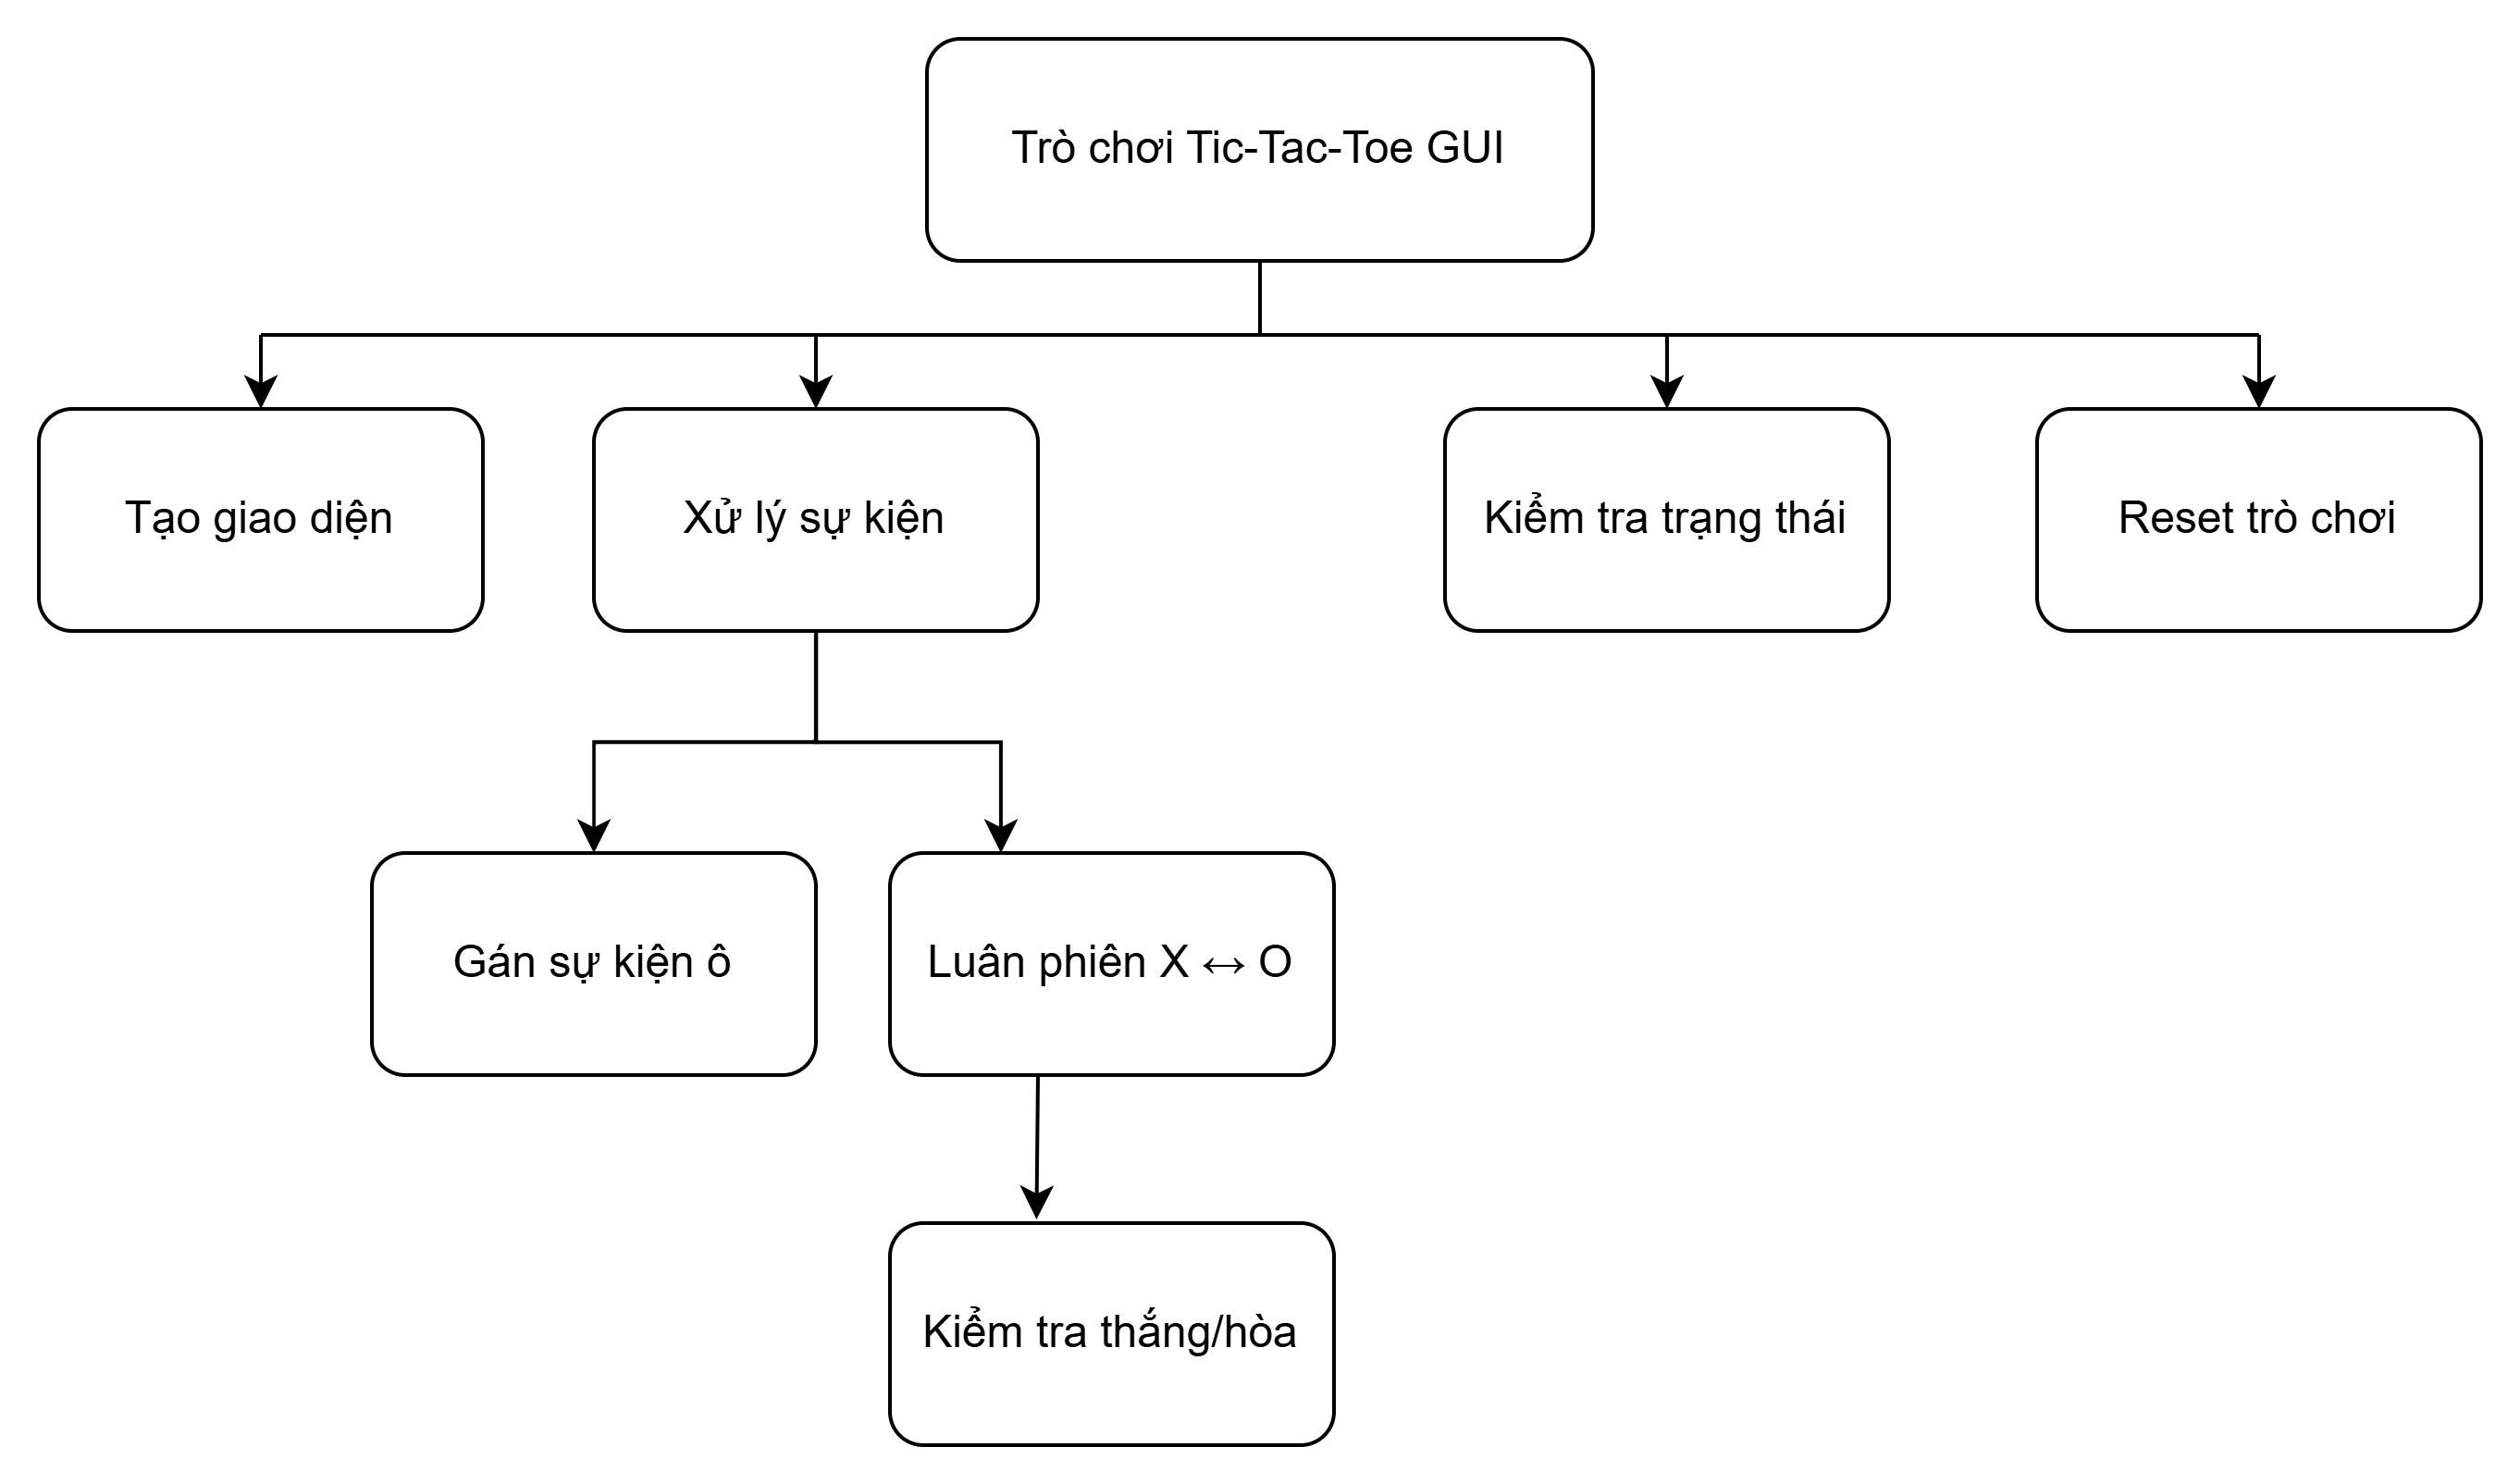 Trò chơi Tic-Tac-Toe GUI
Tạo giao diện
Xử lý sự kiện
Kiểm tra trạng thái
Reset trò chơi
Gán sự kiện ô
Luân phiên X ↔ O
Kiểm tra thắng/hòa